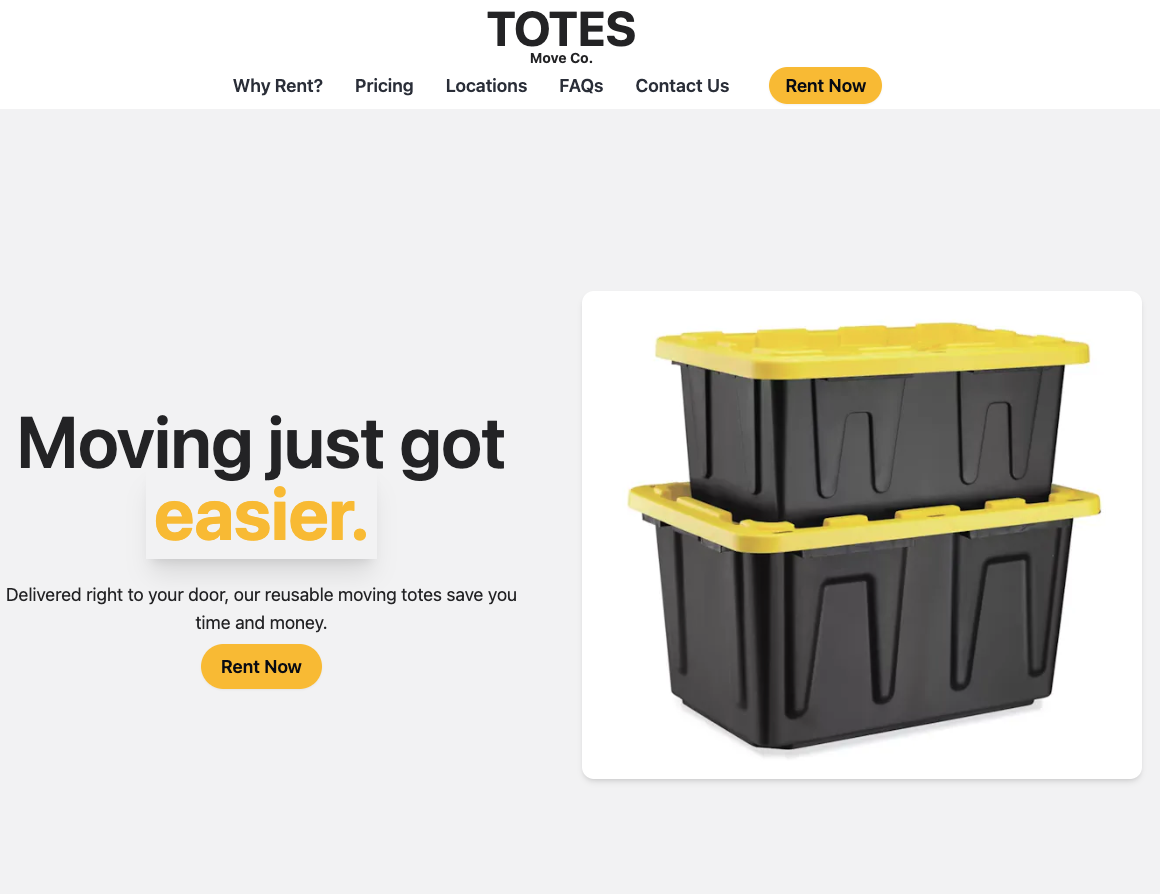 TOTES
Move Co.
Why Rent? Pricing Locations FAQs Contact Us Rent Now
Moving just got
easier.
Delivered right to your door, our reusable moving totes save you
time and money.
Rent Now